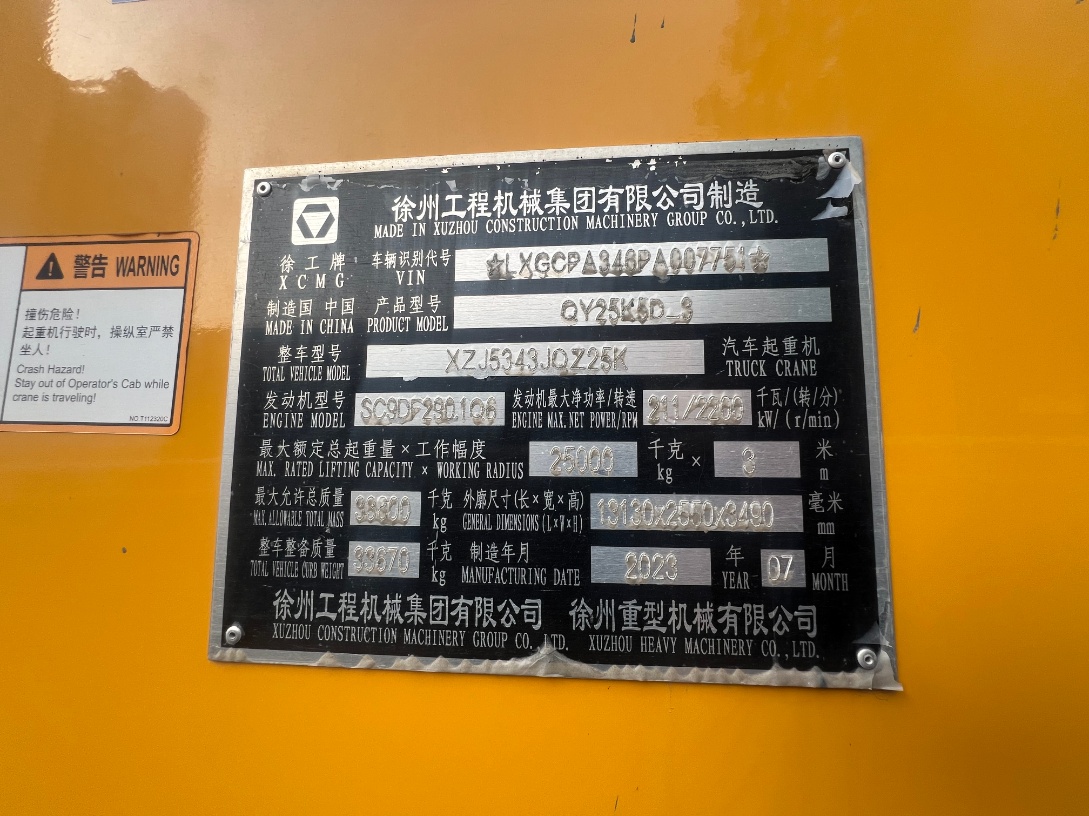 徐州工程机械集团有限公司制造
MADE IN XUZHOU CONSTRUCTION MACHINERY GROUP CO.,LTD.
徐工牌 车辆识别代号
XCMG VIN
制造国 中国 产品型号 QY25K5D_3
MADE IN CHINA PRODUCT MODEL
整车型号 XZJ5343JQZ25K 汽车起重机
TOTAL VEHICLE MODEL TRUCK CRANE
发动机型号 SC9DF290.1Q6 发动机最大净功率/转速 211/2200 千瓦/(转/分)
ENGINE MODEL ENGINE MAX.NET POWER/RPM kW/(r/min)
最大额定总起重量×工作幅度 25000 千克 × 3 米
MAX. RATED LIFTING CAPACITY × WORKING RADIUS kg m
最大允许总质量 千克 外廓尺寸(长×宽×高) 毫米
MAX.ALLOWABLE TOTAL MASS kg GENERAL DIMENSIONS(L×W×H) mm
整车整备质量 33670 千克 制造年月 2023 年 07 月
TOTAL VEHICLE CURB WEIGHT kg MANUFACTURING DATE YEAR MONTH
徐州工程机械集团有限公司 徐州重型机械有限公司
XUZHOU CONSTRUCTION MACHINERY GROUP CO.,LTD. XUZHOU HEAVY MACHINERY CO.,LTD.
警告 WARNING
撞伤危险！
起重机行驶时，操纵室严禁
坐人！
Crash Hazard!
Stay out of Operator's Cab while
crane is traveling!
NO.T112320C